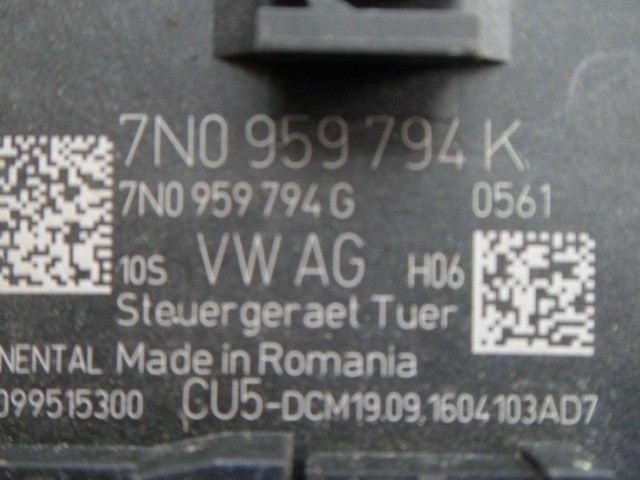 7N0 959 794 K
7N0 959 794 G 0561
10S VW AG H06
Steuergeraet Tuer
NENTAL Made in Romania
099515300 CU5-DCM19.09,1604103AD7